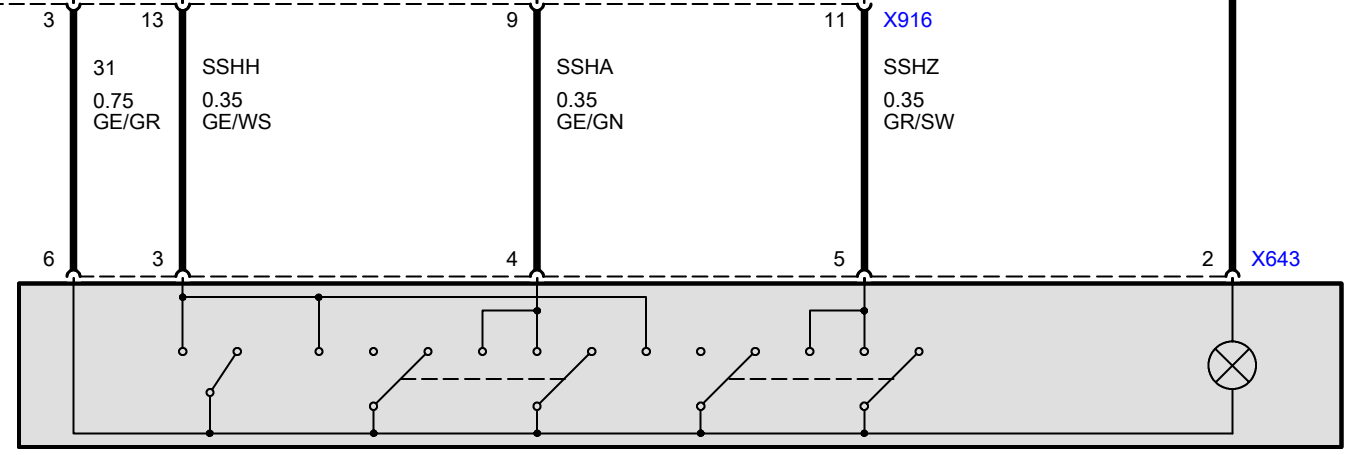 3 13 9 11 X916
31 SSHH SSHA SSHZ
0.75 0.35 0.35 0.35
GE/GR GE/WS GE/GN GR/SW
6 3 4 5 2 X643